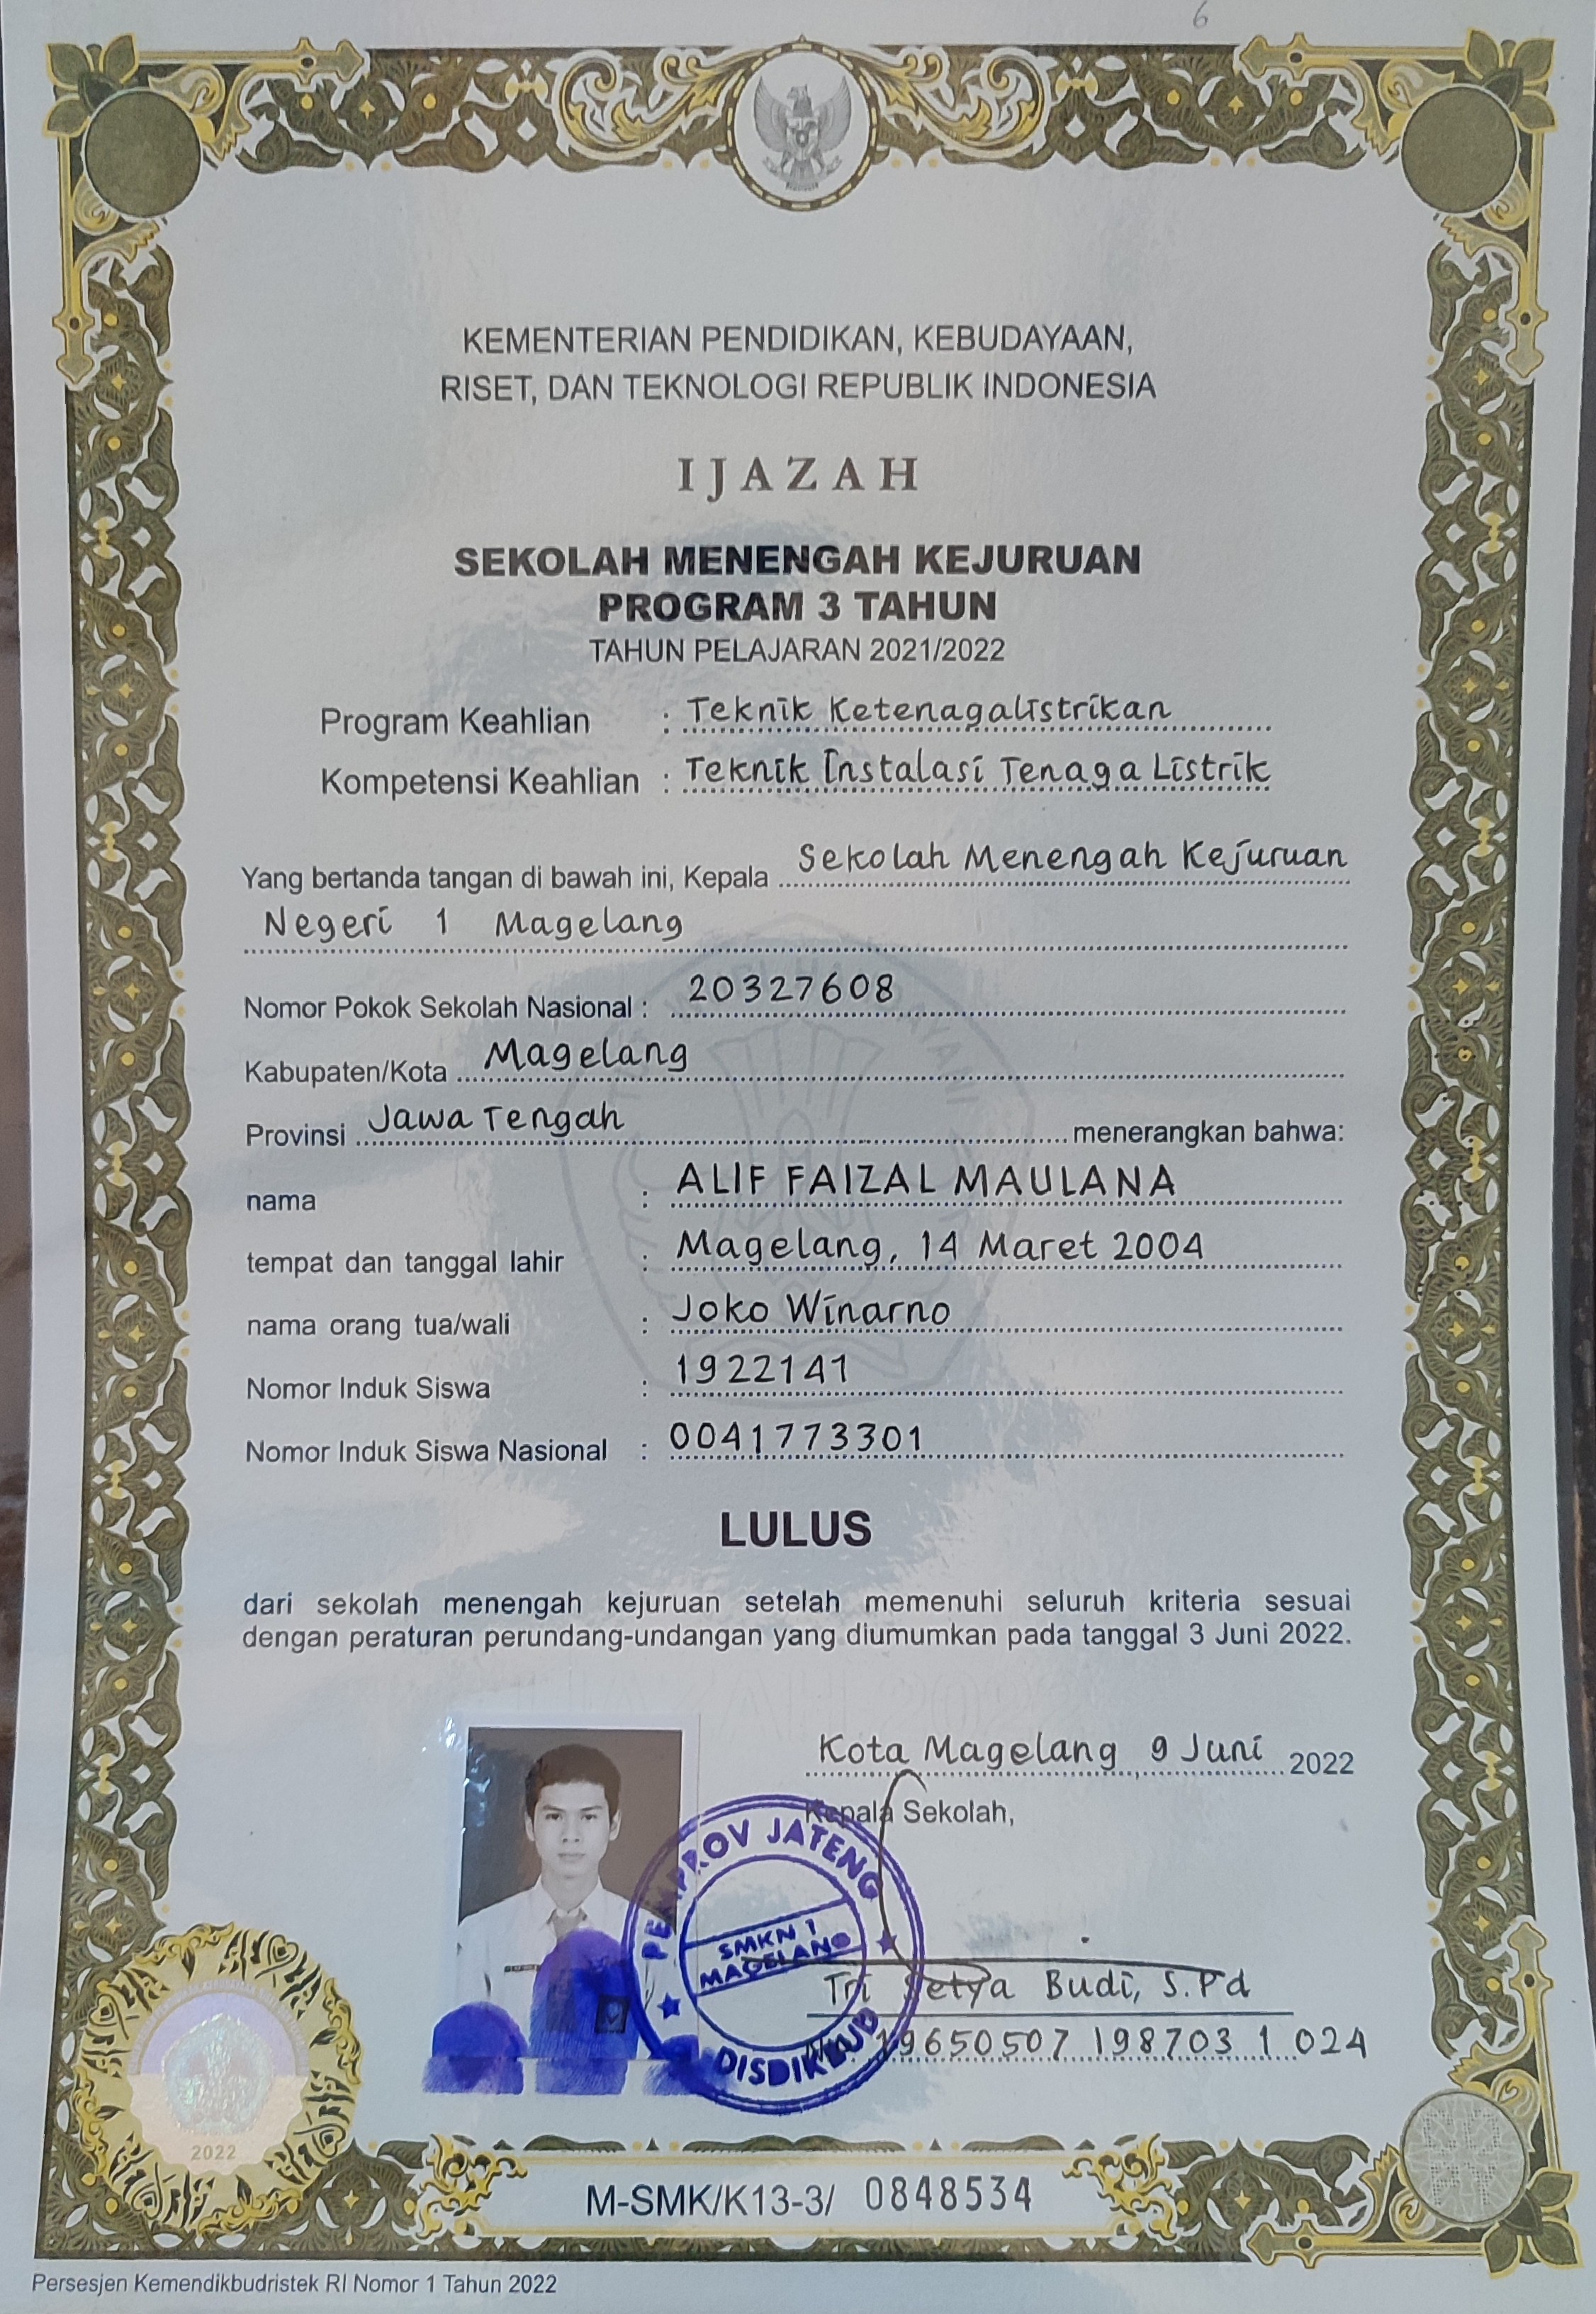 6
KEMENTERIAN PENDIDIKAN, KEBUDAYAAN,
RISET, DAN TEKNOLOGI REPUBLIK INDONESIA
IJAZAH
SEKOLAH MENENGAH KEJURUAN
PROGRAM 3 TAHUN
TAHUN PELAJARAN 2021/2022
Program Keahlian : Teknik Ketenagalistrikan
Kompetensi Keahlian : Teknik Instalasi Tenaga Listrik
Yang bertanda tangan di bawah ini, Kepala Sekolah Menengah Kejuruan
Negeri 1 Magelang
Nomor Pokok Sekolah Nasional : 20327608
Kabupaten/Kota Magelang
Provinsi Jawa Tengah menerangkan bahwa:
nama : ALIF FAIZAL MAULANA
tempat dan tanggal lahir : Magelang, 14 Maret 2004
nama orang tua/wali : Joko Winarno
Nomor Induk Siswa : 1922141
Nomor Induk Siswa Nasional : 0041773301
LULUS
dari sekolah menengah kejuruan setelah memenuhi seluruh kriteria sesuai
dengan peraturan perundang-undangan yang diumumkan pada tanggal 3 Juni 2022.
Kota Magelang, 9 Juni 2022
Kepala Sekolah,
PEMPROV JATENG
SMKN 1
MAGELANG
DISDIKBUD
Tri Setya Budi, S.Pd
19650507 198703 1 024
2022
M-SMK/K13-3/ 0848534
Persesjen Kemendikbudristek RI Nomor 1 Tahun 2022